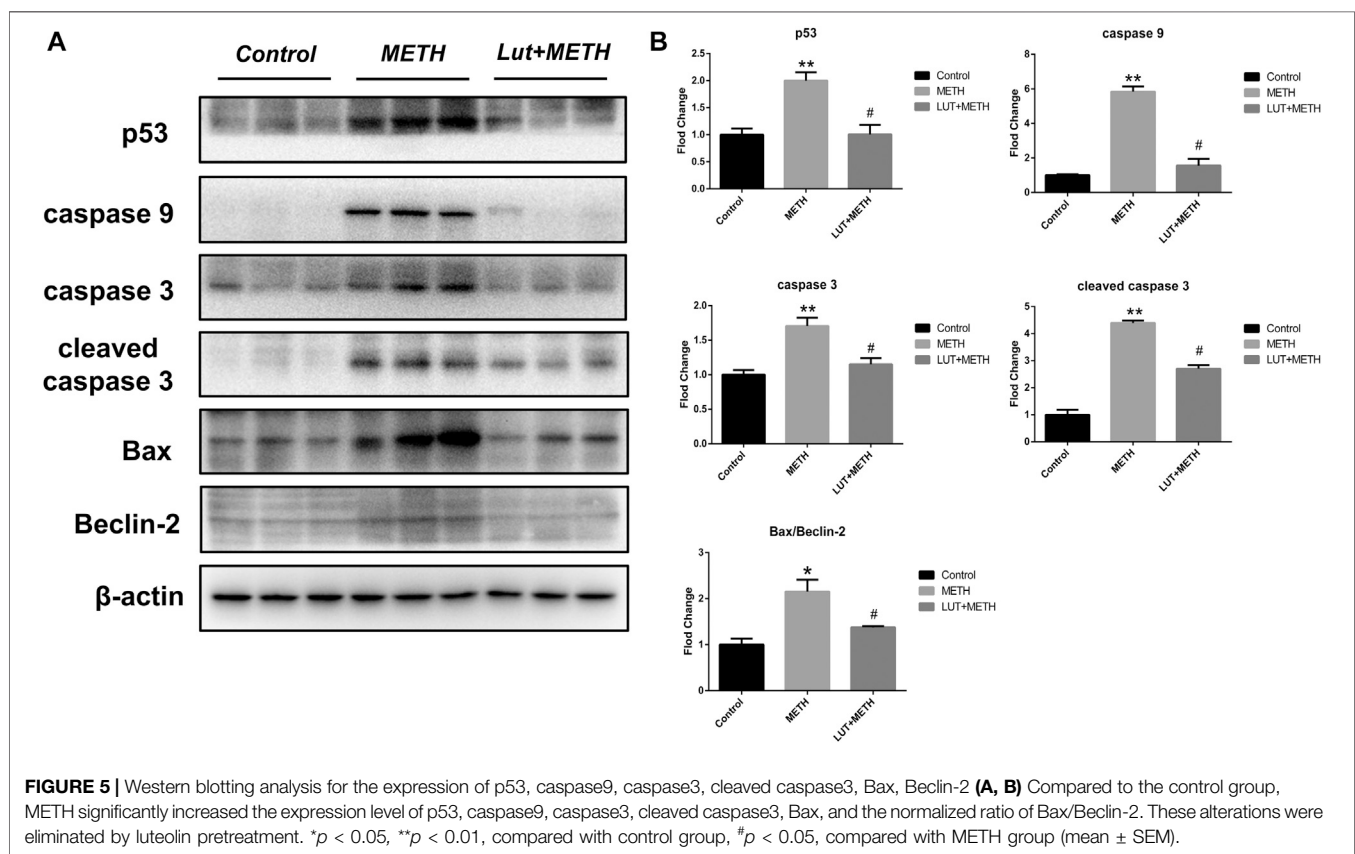 A
Control METH Lut+METH
p53
caspase 9
caspase 3
cleaved
caspase 3
Bax
Beclin-2
β-actin
B
p53
Flod Change
2.5
2.0
1.5
1.0
0.5
0.0
**
#
Control
METH
LUT+METH
Control
METH
LUT+METH
caspase 9
Flod Change
8
6
4
2
0
**
#
Control
METH
LUT+METH
Control
METH
LUT+METH
caspase 3
Flod Change
2.0
1.5
1.0
0.5
0.0
**
#
Control
METH
LUT+METH
Control
METH
LUT+METH
cleaved caspase 3
Flod Change
5
4
3
2
1
0
**
#
Control
METH
LUT+METH
Control
METH
LUT+METH
Bax/Beclin-2
Flod Change
3
2
1
0
*
#
Control
METH
LUT+METH
Control
METH
LUT+METH
FIGURE 5 | Western blotting analysis for the expression of p53, caspase9, caspase3, cleaved caspase3, Bax, Beclin-2 (A, B) Compared to the control group,
METH significantly increased the expression level of p53, caspase9, caspase3, cleaved caspase3, Bax, and the normalized ratio of Bax/Beclin-2. These alterations were
eliminated by luteolin pretreatment. *p < 0.05, **p < 0.01, compared with control group, #p < 0.05, compared with METH group (mean ± SEM).